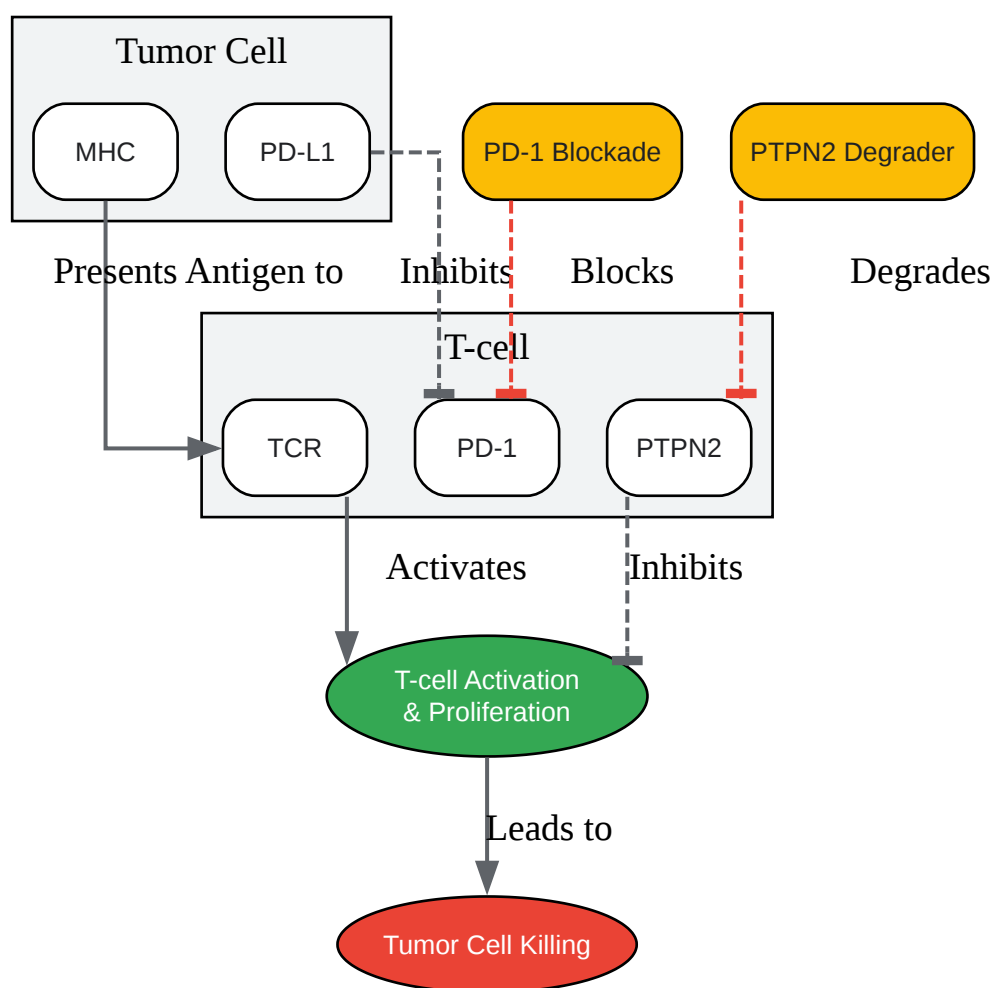 Tumor Cell
MHC
PD-L1
PD-1 Blockade
PTPN2 Degrader
Presents Antigen to
Inhibits
Blocks
Degrades
T-cell
TCR
PD-1
PTPN2
Activates
Inhibits
T-cell Activation
& Proliferation
Leads to
Tumor Cell Killing